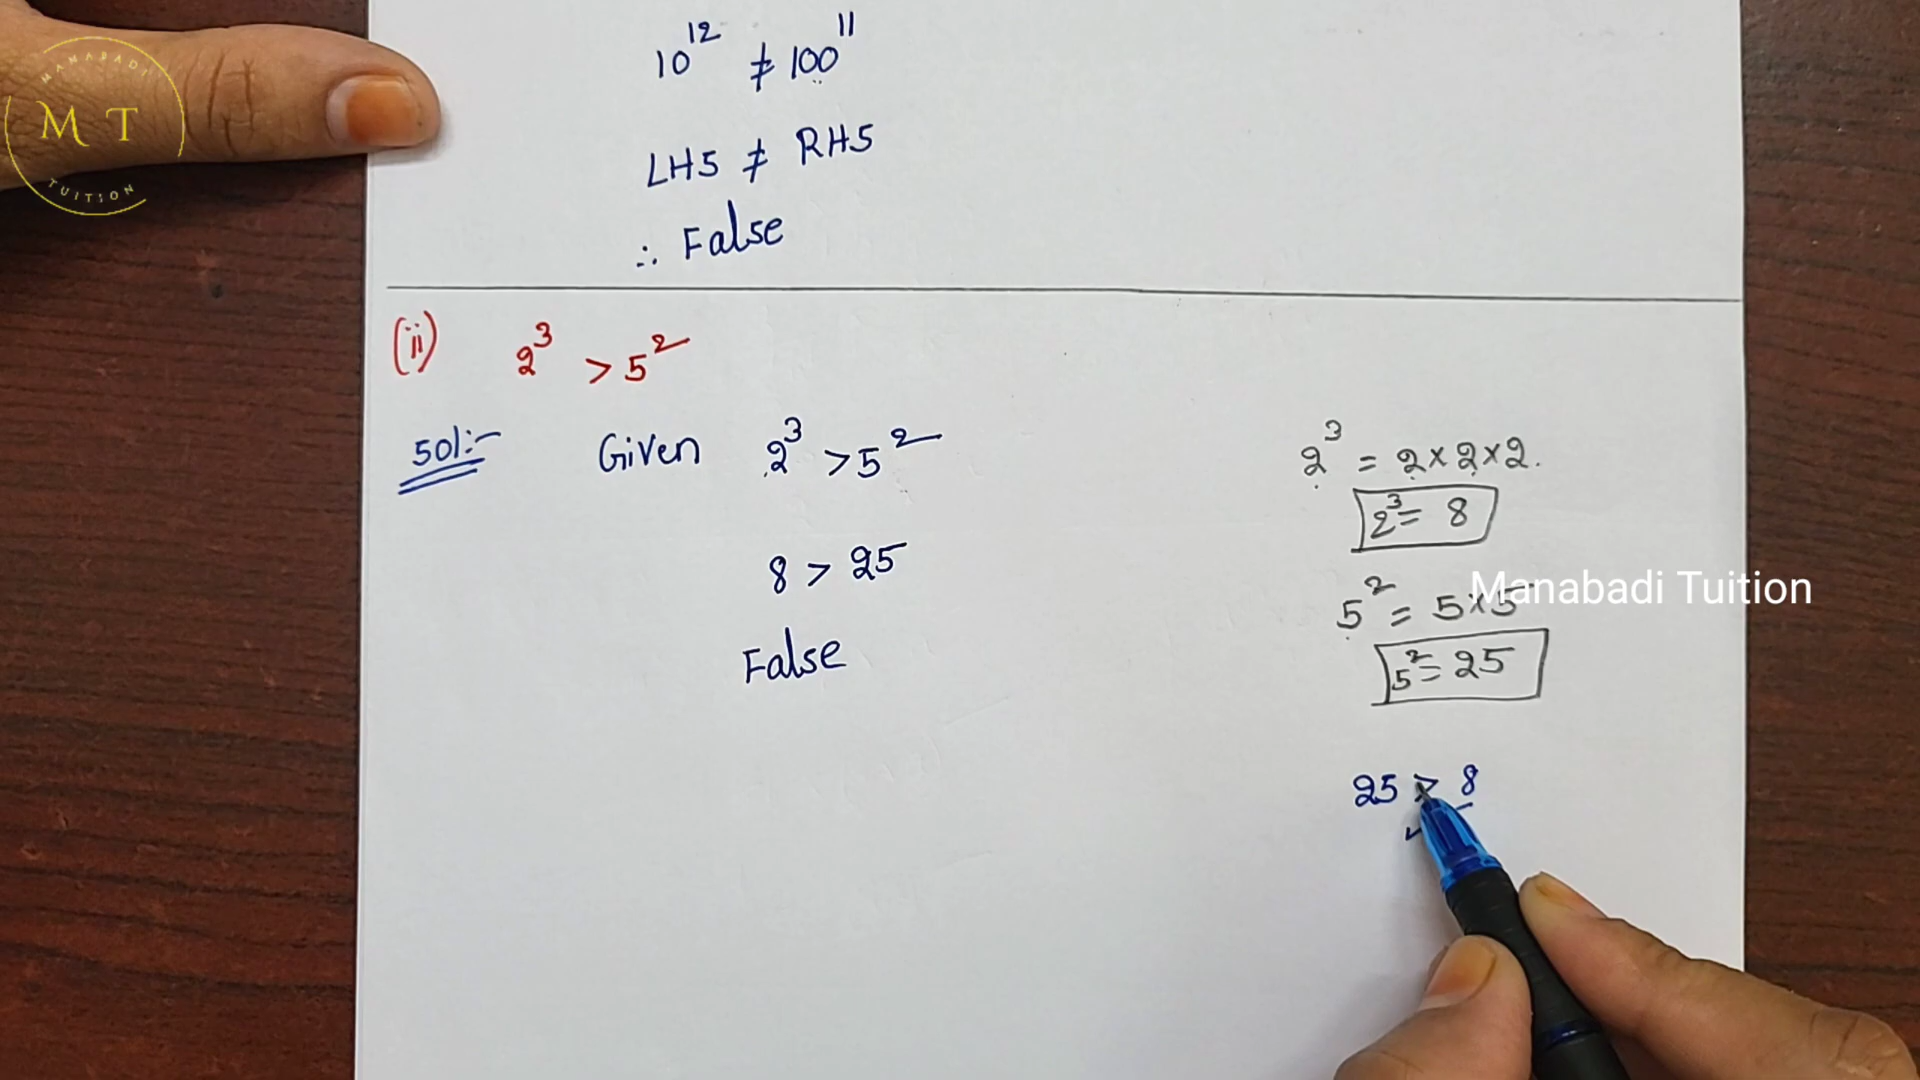 MANABADI
M T
TUITION
10¹² ≠ 100¹¹
LHS ≠ RHS
∴ False
(ii) 2³ > 5²
Sol:- Given 2³ > 5²
8 > 25
False
2³ = 2×2×2.
2³ = 8
5² = 5×5
Manabadi Tuition
5² = 25
25 > 8